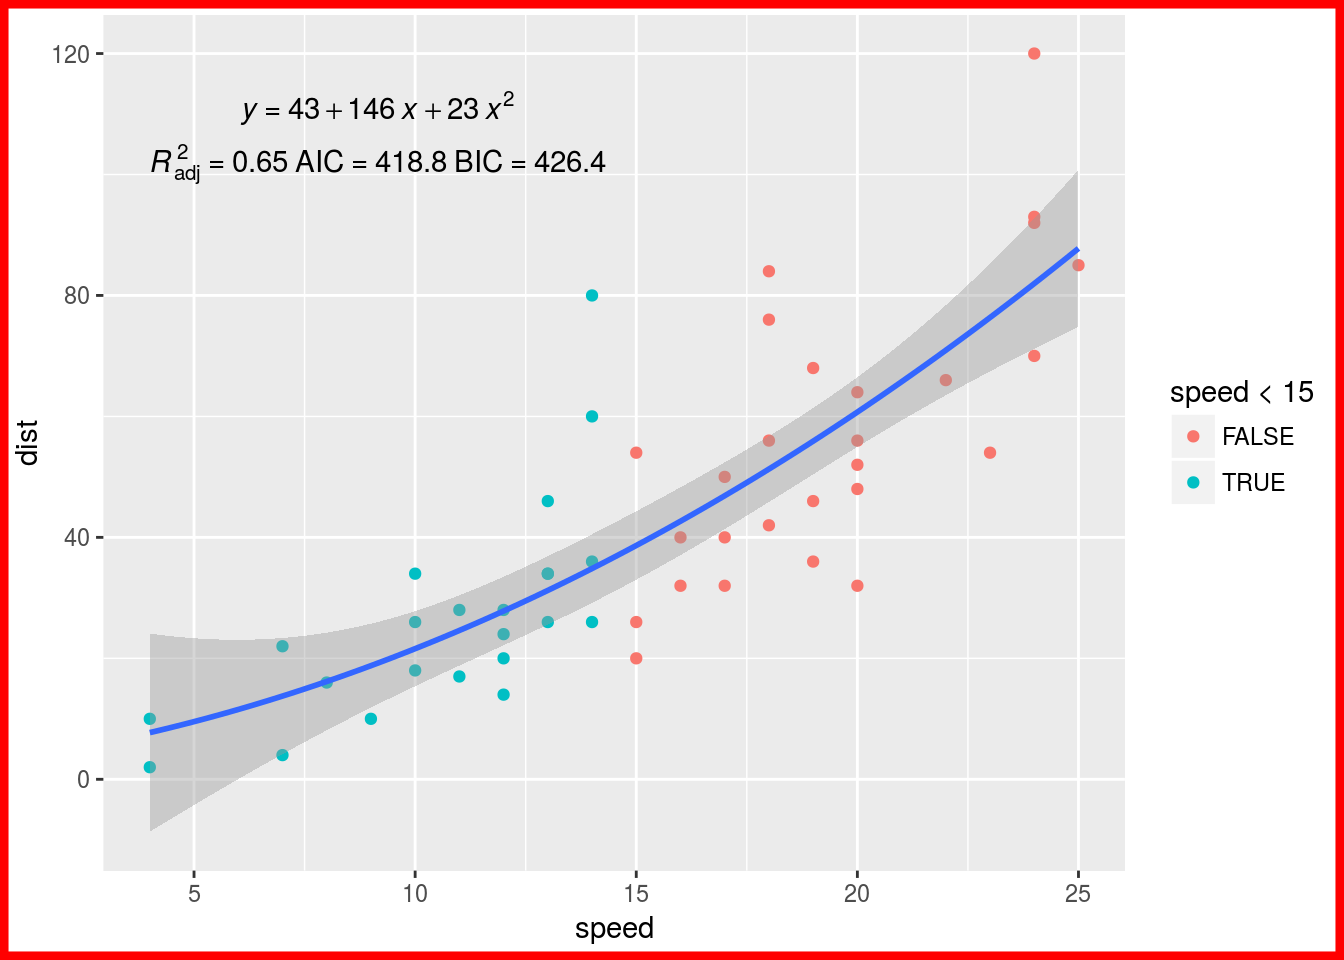 y = 43 + 146 x + 23 x²
R²adj = 0.65 AIC = 418.8 BIC = 426.4
120
80
40
0
dist
5 10 15 20 25
speed
speed < 15
FALSE
TRUE